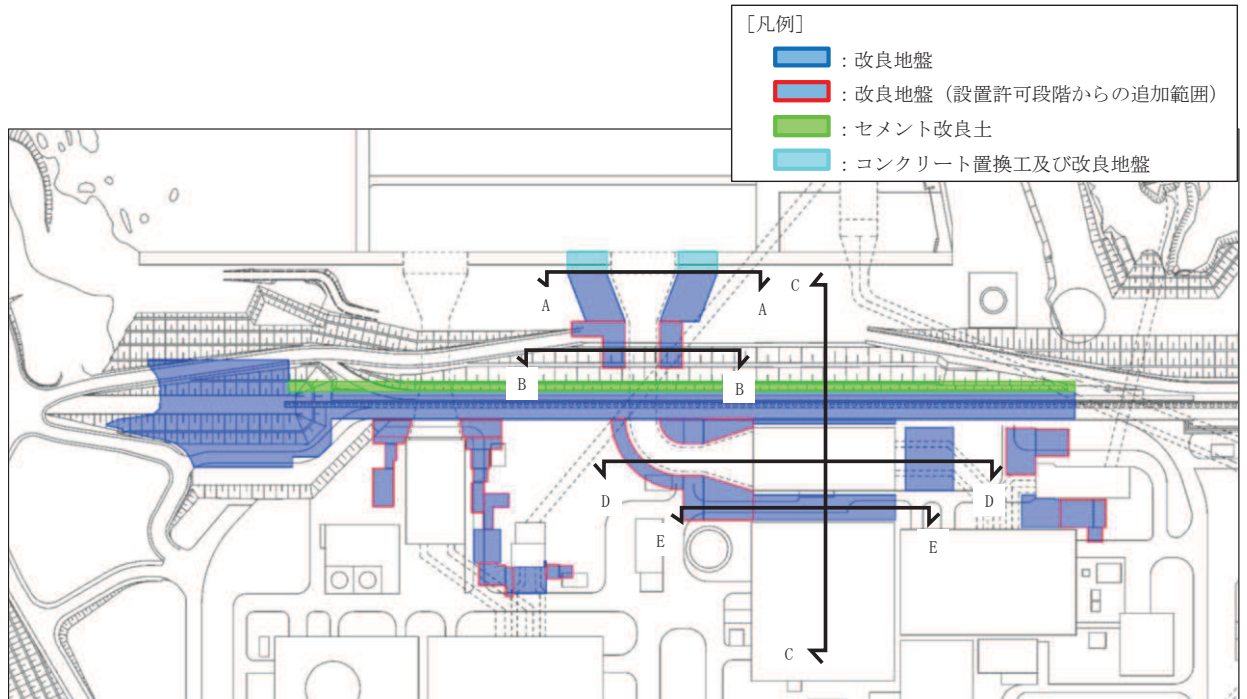 [凡例]
：改良地盤
：改良地盤（設置許可段階からの追加範囲）
：セメント改良土
：コンクリート置換工及び改良地盤
A
A
C
B
B
D
D
E
E
C